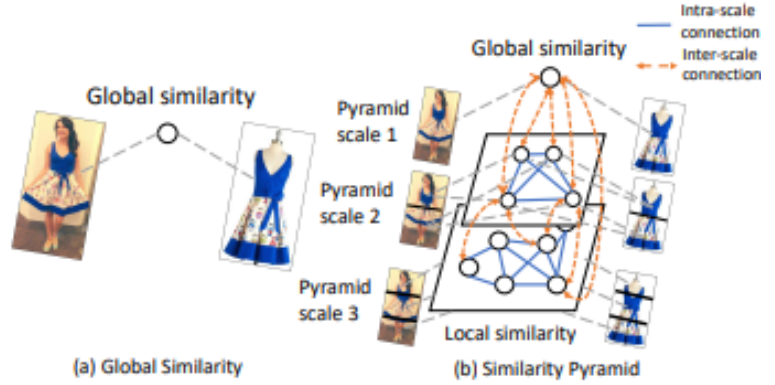 Intra-scale
connection
Inter-scale
connection
Global similarity
Global similarity
Pyramid
scale 1
Pyramid
scale 2
Pyramid
scale 3
Local similarity
(a) Global Similarity
(b) Similarity Pyramid